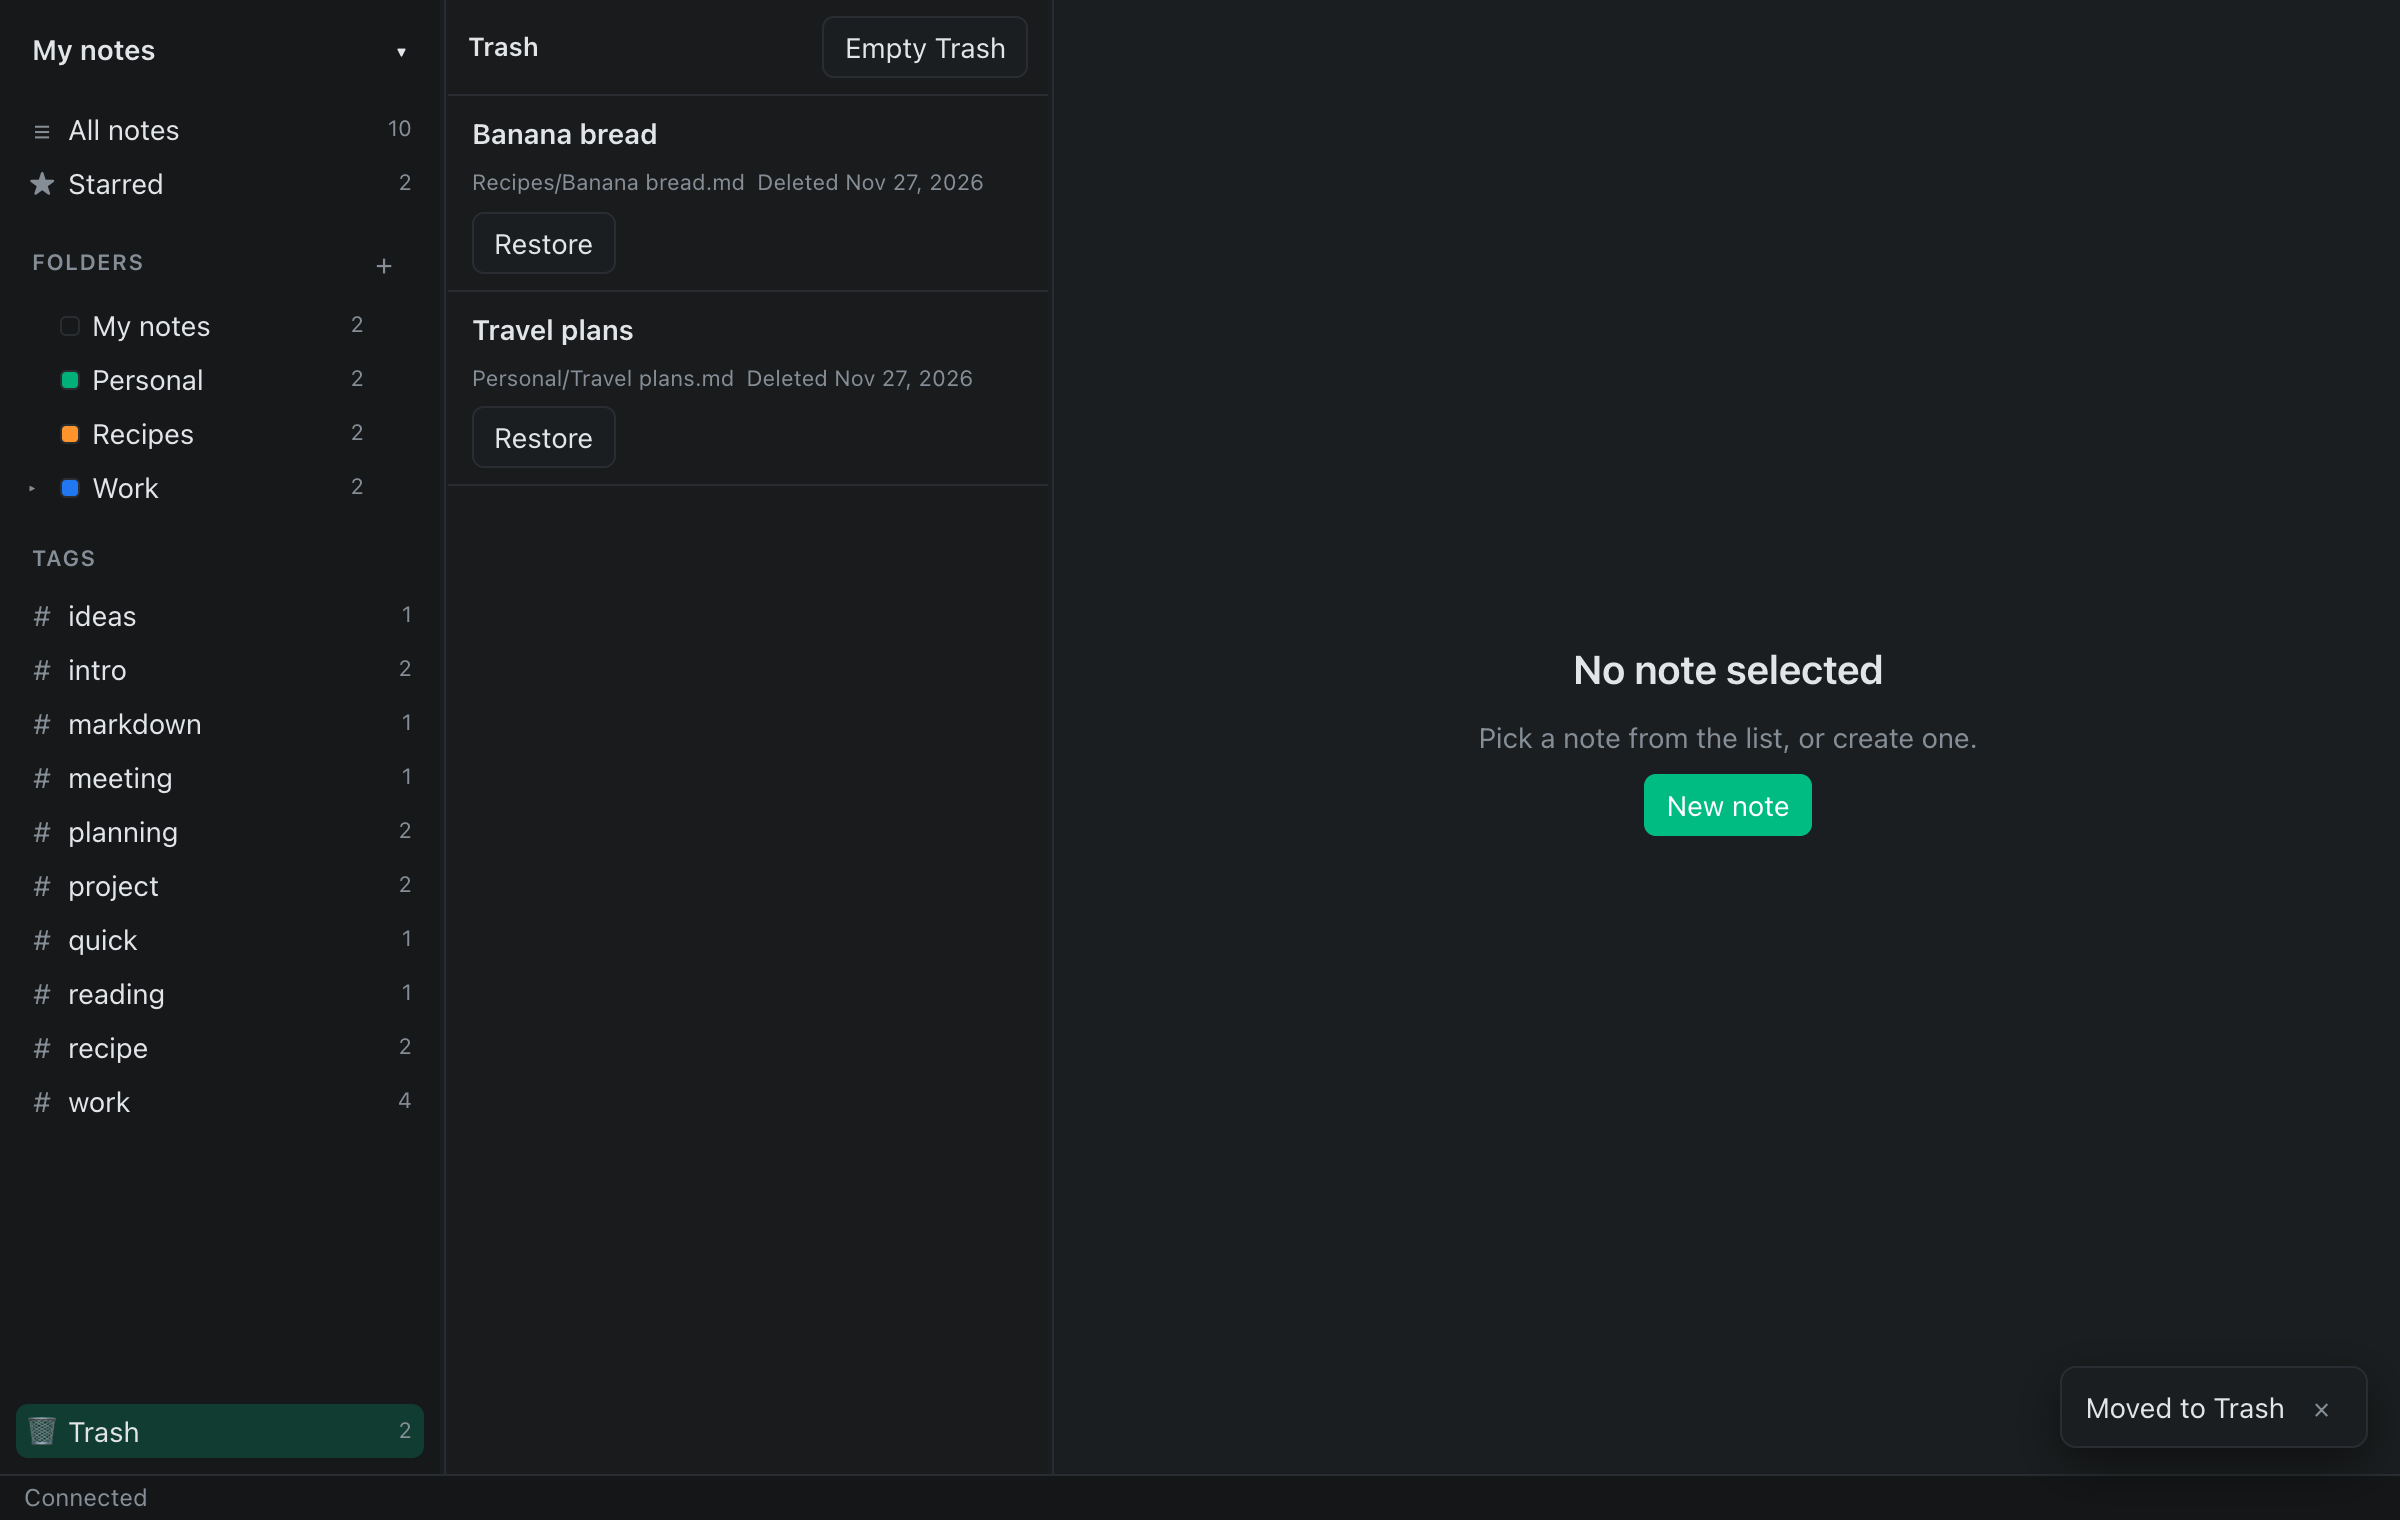 My notes ▾
≡ All notes 10
★ Starred 2
FOLDERS +
My notes 2
Personal 2
Recipes 2
▸ Work 2
TAGS
# ideas 1
# intro 2
# markdown 1
# meeting 1
# planning 2
# project 2
# quick 1
# reading 1
# recipe 2
# work 4
Trash 2
Connected
Trash Empty Trash
Banana bread
Recipes/Banana bread.md Deleted Nov 27, 2026
Restore
Travel plans
Personal/Travel plans.md Deleted Nov 27, 2026
Restore
No note selected
Pick a note from the list, or create one.
New note
Moved to Trash ×